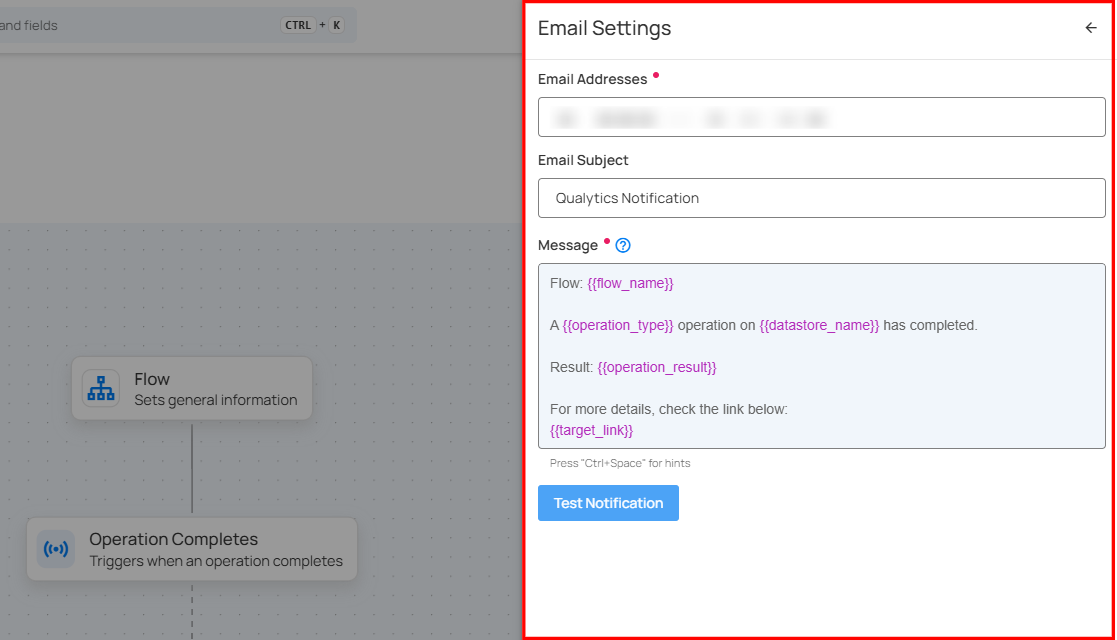 and fields
CTRL + K
Flow
Sets general information
Operation Completes
Triggers when an operation completes
Email Settings
Email Addresses
Email Subject
Qualytics Notification
Message
Flow: {{flow_name}}
A {{operation_type}} operation on {{datastore_name}} has completed.
Result: {{operation_result}}
For more details, check the link below:
{{target_link}}
Press "Ctrl+Space" for hints
Test Notification